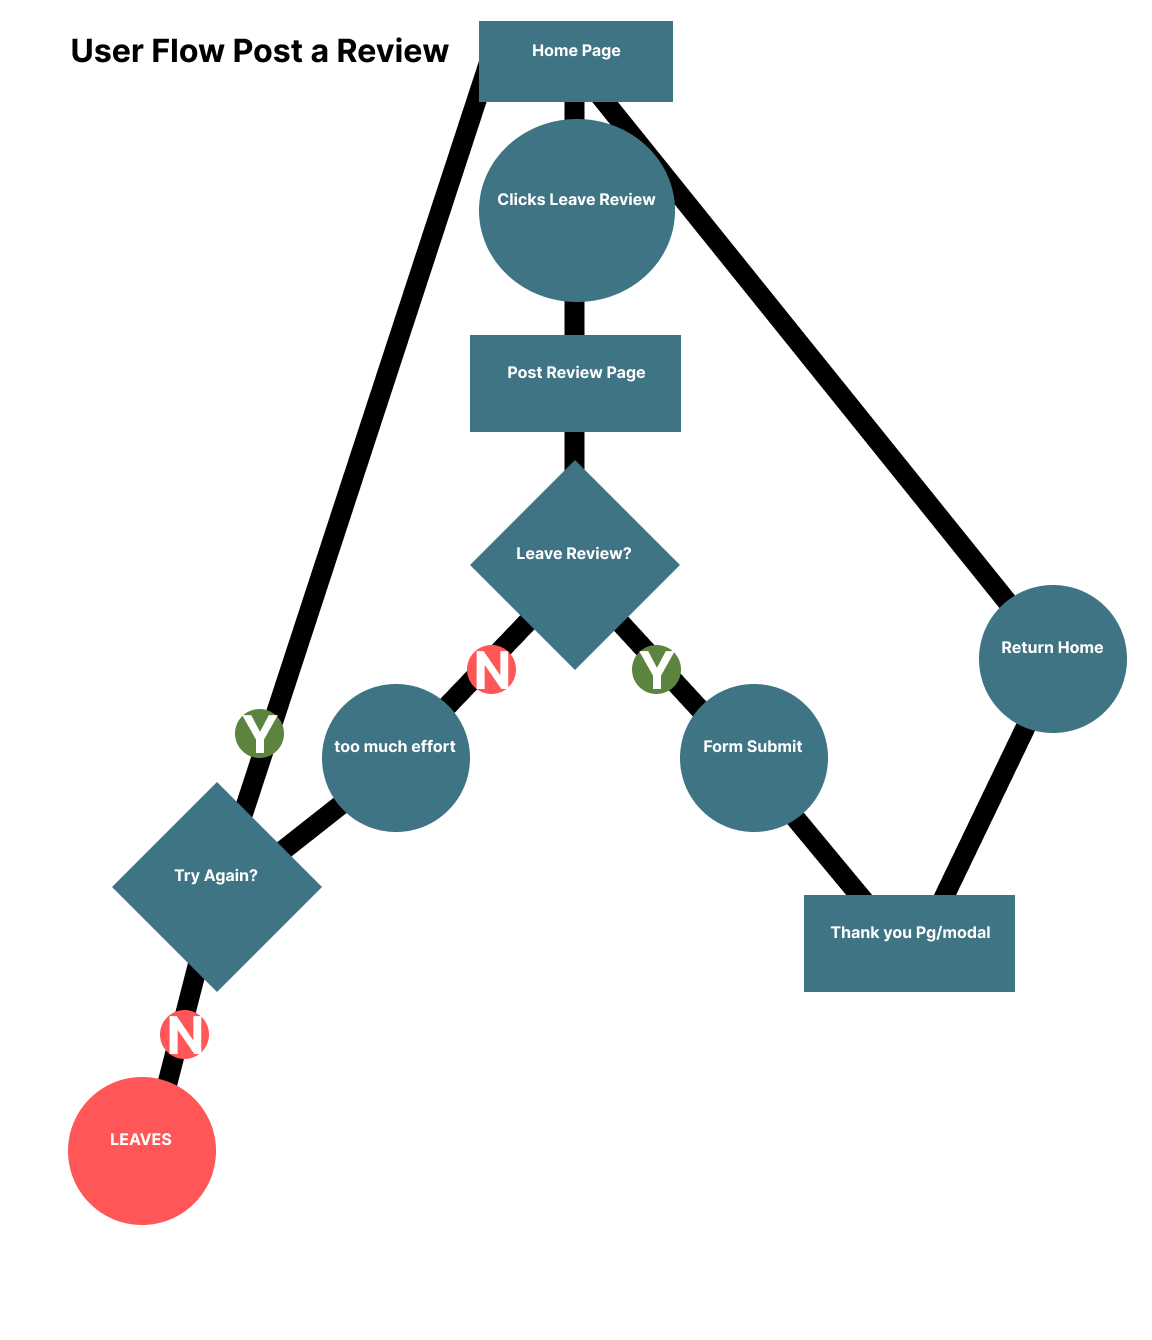 User Flow Post a Review
Home Page
Clicks Leave Review
Post Review Page
Leave Review?
N
Y
Return Home
Y
too much effort
Form Submit
Try Again?
Thank you Pg/modal
N
LEAVES